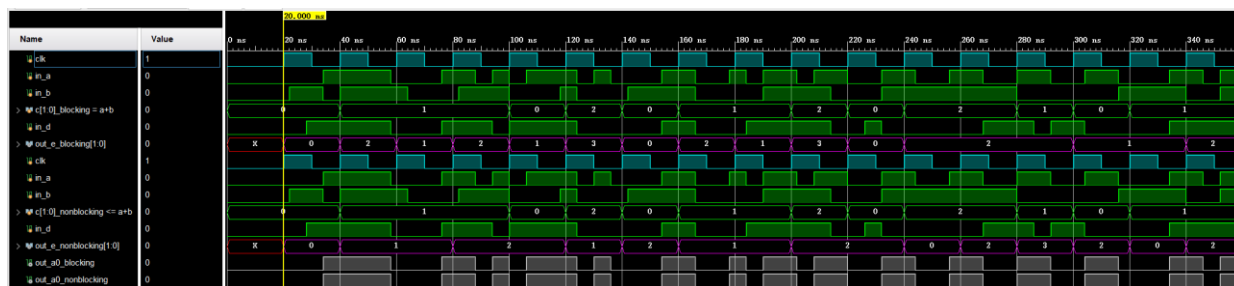 20.000 ns
Name Value 0 ns 20 ns 40 ns 60 ns 80 ns 100 ns 120 ns 140 ns 160 ns 180 ns 200 ns 220 ns 240 ns 260 ns 280 ns 300 ns 320 ns 340 ns
clk 1
in_a 0
in_b 0
c[1:0]_blocking = a+b 0 0 1 0 2 0 1 2 0 2 1 0 1
in_d 0
out_e_blocking[1:0] 0 X 0 2 1 2 1 3 0 2 1 3 0 2 1 2
clk 1
in_a 0
in_b 0
c[1:0]_nonblocking <= a+b 0 0 1 0 2 0 1 2 0 2 1 0 1
in_d 0
out_e_nonblocking[1:0] 0 X 0 1 2 1 2 1 2 0 2 3 2 0 2
out_a0_blocking 0
out_a0_nonblocking 0